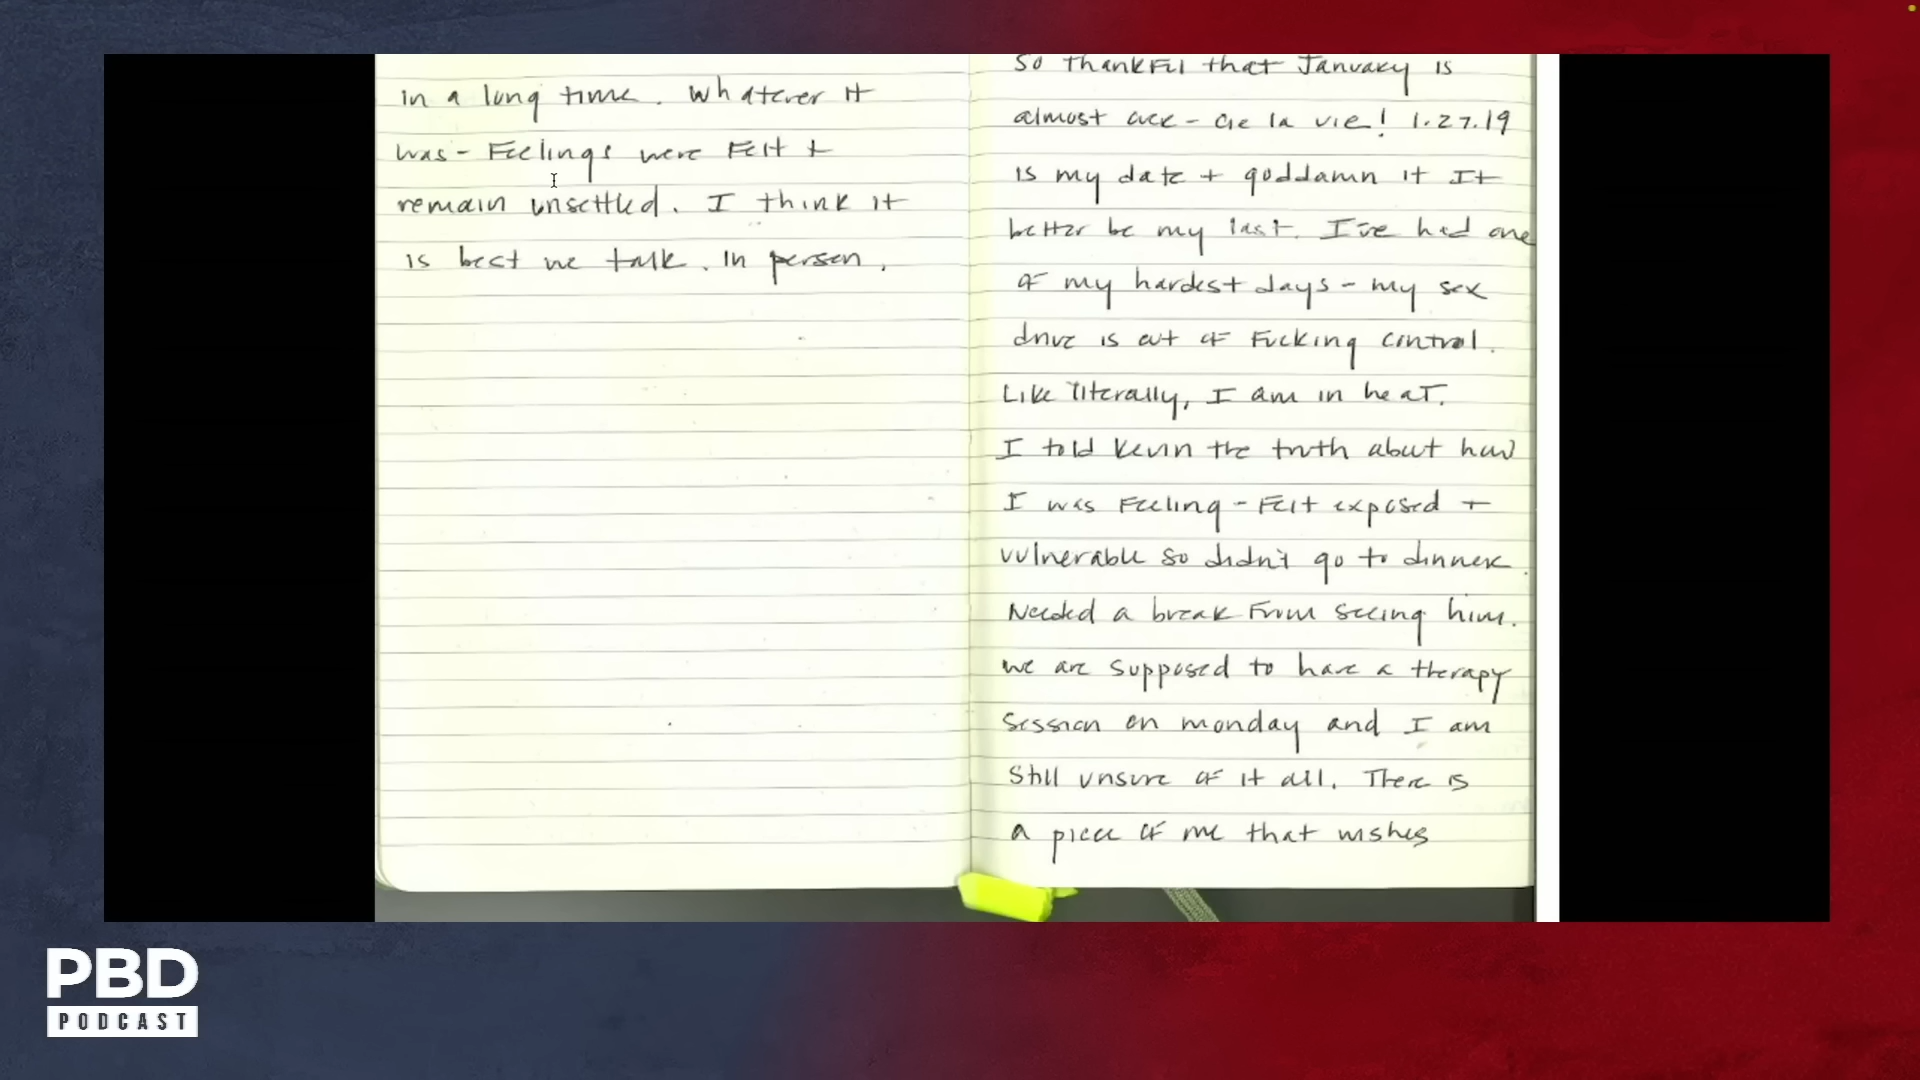 in a long time. Whatever it
was - Feelings were Felt +
remain unsettled. I think it
is best we talk. In person.
So thankful that January is
almost over - cie la vie! 1.27.19
is my date + goddamn it It
better be my last. I've had one
of my hardest days - my sex
drive is out of Fucking control.
Like literally, I am in heat.
I told Kevin the truth about how
I was Feeling - Felt exposed +
vulnerable so didn't go to dinner.
Needed a break From seeing him.
we are supposed to have a therapy
Session on monday and I am
Still unsure of it all. There is
a piece of me that wishes
PBD
PODCAST